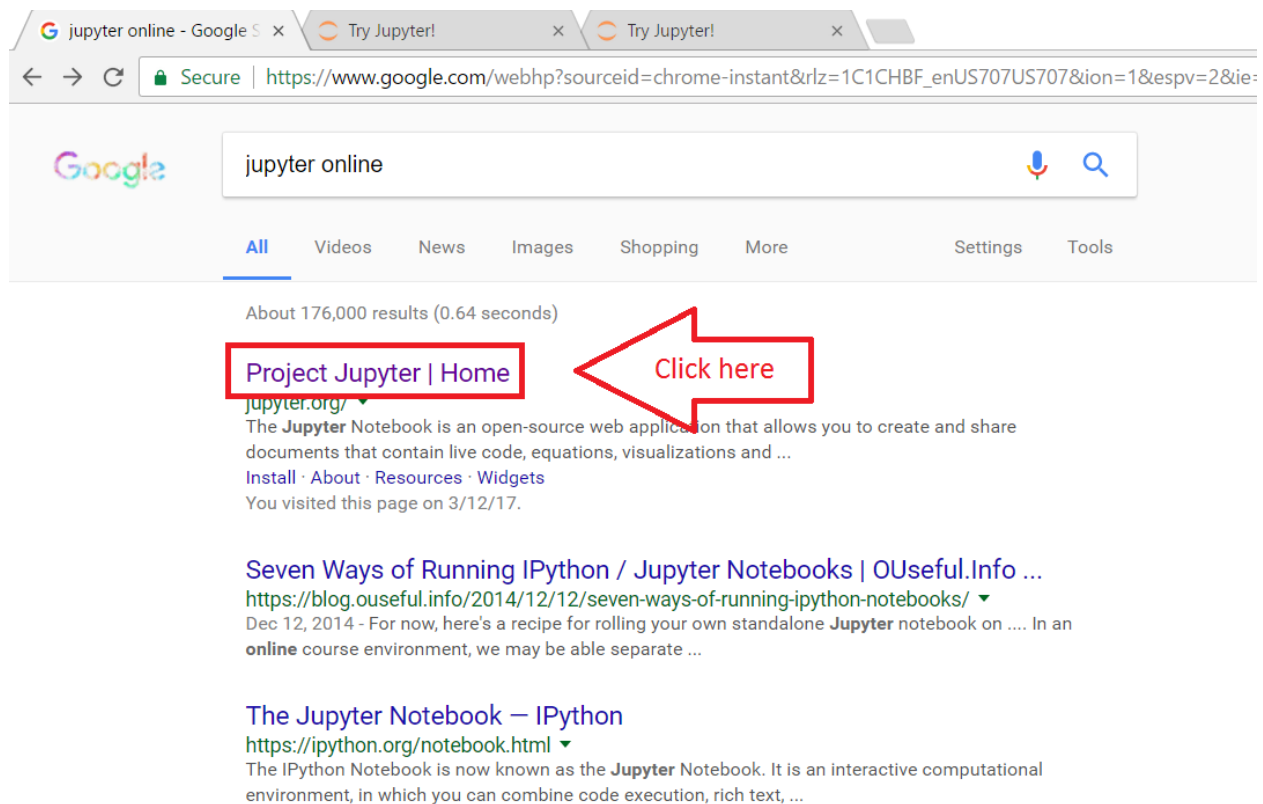 jupyter online - Google S
Try Jupyter!
Try Jupyter!
Secure | https://www.google.com/webhp?sourceid=chrome-instant&rlz=1C1CHBF_enUS707US707&ion=1&espv=2&ie=
Google
jupyter online
All Videos News Images Shopping More Settings Tools
About 176,000 results (0.64 seconds)
Project Jupyter | Home
Click here
jupyter.org/
The Jupyter Notebook is an open-source web application that allows you to create and share
documents that contain live code, equations, visualizations and ...
Install · About · Resources · Widgets
You visited this page on 3/12/17.
Seven Ways of Running IPython / Jupyter Notebooks | OUseful.Info ...
https://blog.ouseful.info/2014/12/12/seven-ways-of-running-ipython-notebooks/
Dec 12, 2014 - For now, here's a recipe for rolling your own standalone Jupyter notebook on .... In an
online course environment, we may be able separate ...
The Jupyter Notebook — IPython
https://ipython.org/notebook.html
The IPython Notebook is now known as the Jupyter Notebook. It is an interactive computational
environment, in which you can combine code execution, rich text, ...